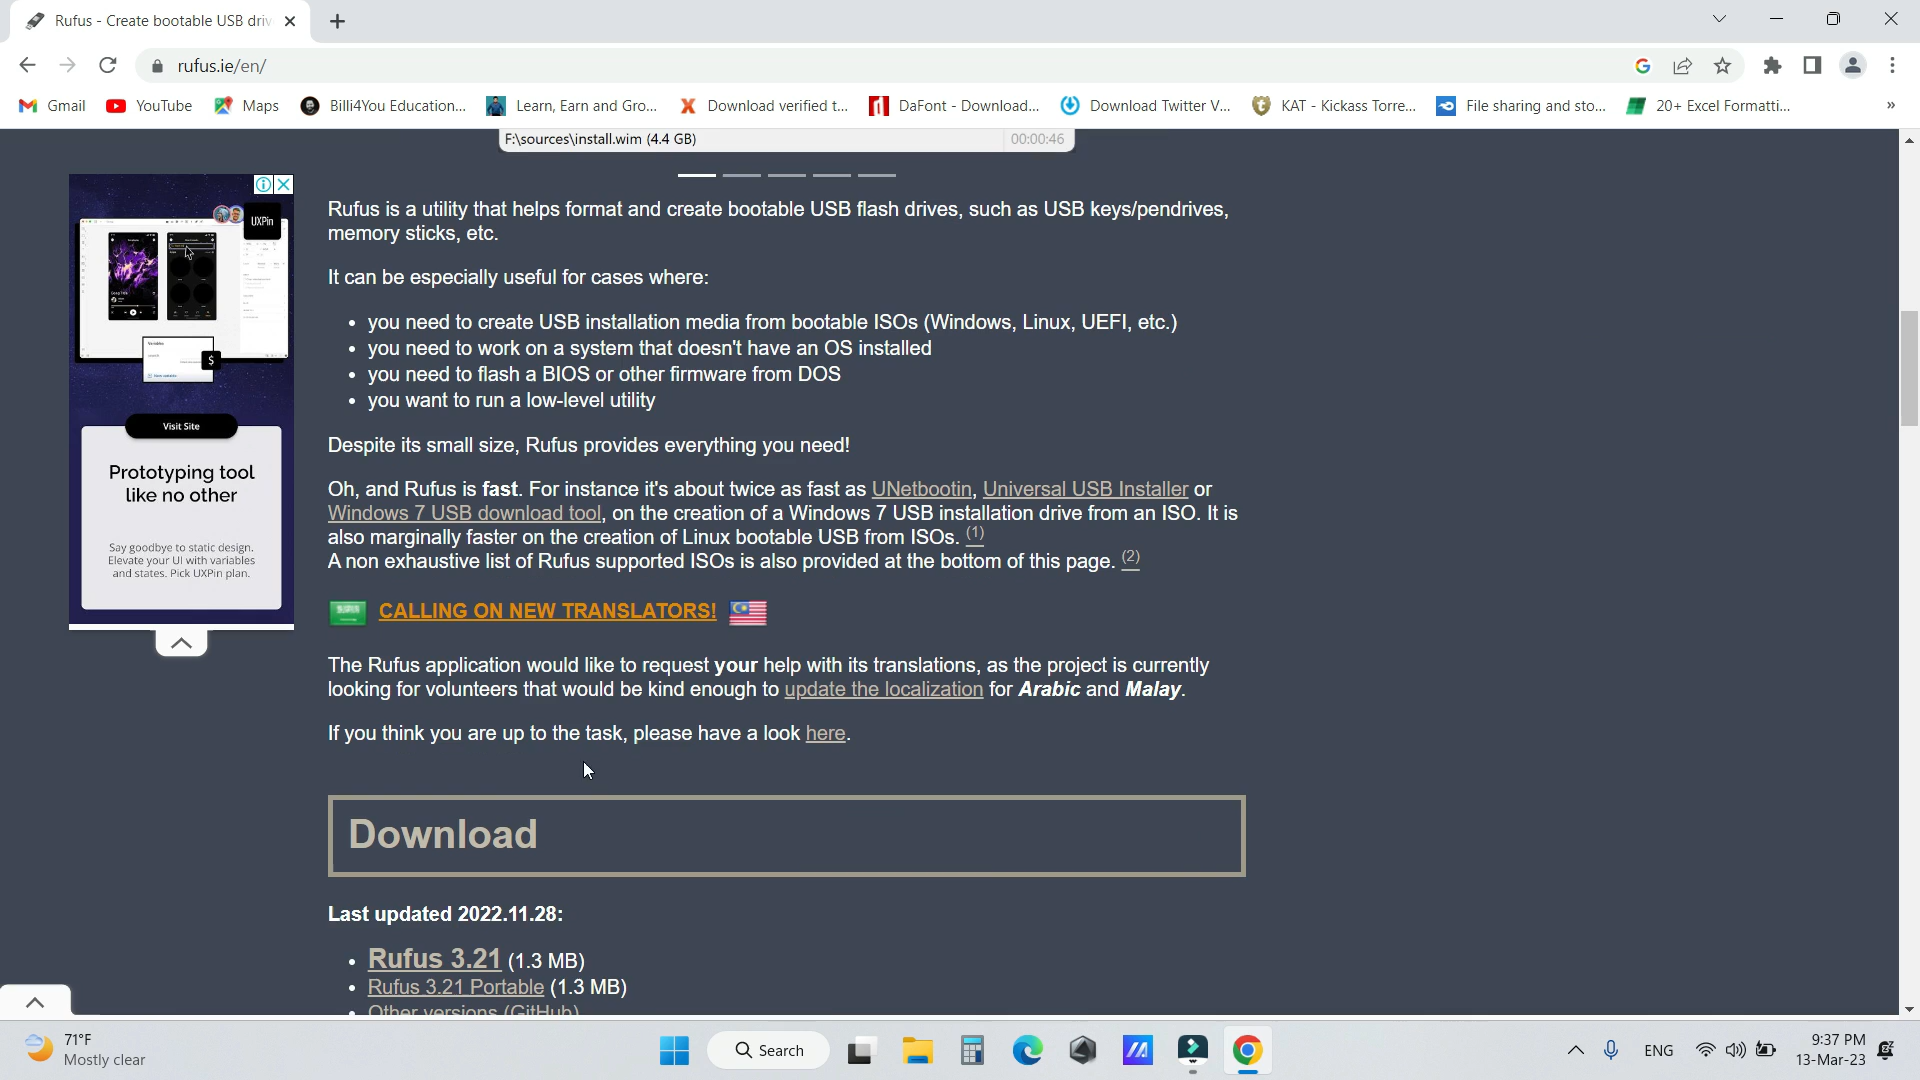 Rufus - Create bootable USB driv
rufus.ie/en/
Gmail YouTube Maps Billi4You Education... Learn, Earn and Gro... Download verified t... DaFont - Download... Download Twitter V... KAT - Kickass Torre... File sharing and sto... 20+ Excel Formatti... »
F:\sources\install.wim (4.4 GB) 00:00:46
UXPin
$
Visit Site
Prototyping tool
like no other
Say goodbye to static design.
Elevate your UI with variables
and states. Pick UXPin plan.
Rufus is a utility that helps format and create bootable USB flash drives, such as USB keys/pendrives,
memory sticks, etc.
It can be especially useful for cases where:
• you need to create USB installation media from bootable ISOs (Windows, Linux, UEFI, etc.)
• you need to work on a system that doesn't have an OS installed
• you need to flash a BIOS or other firmware from DOS
• you want to run a low-level utility
Despite its small size, Rufus provides everything you need!
Oh, and Rufus is fast. For instance it's about twice as fast as UNetbootin, Universal USB Installer or
Windows 7 USB download tool, on the creation of a Windows 7 USB installation drive from an ISO. It is
also marginally faster on the creation of Linux bootable USB from ISOs. (1)
A non exhaustive list of Rufus supported ISOs is also provided at the bottom of this page. (2)
CALLING ON NEW TRANSLATORS!
The Rufus application would like to request your help with its translations, as the project is currently
looking for volunteers that would be kind enough to update the localization for Arabic and Malay.
If you think you are up to the task, please have a look here.
Download
Last updated 2022.11.28:
• Rufus 3.21 (1.3 MB)
• Rufus 3.21 Portable (1.3 MB)
• Other versions (GitHub)
71°F
Mostly clear
Search
ENG
9:37 PM
13-Mar-23